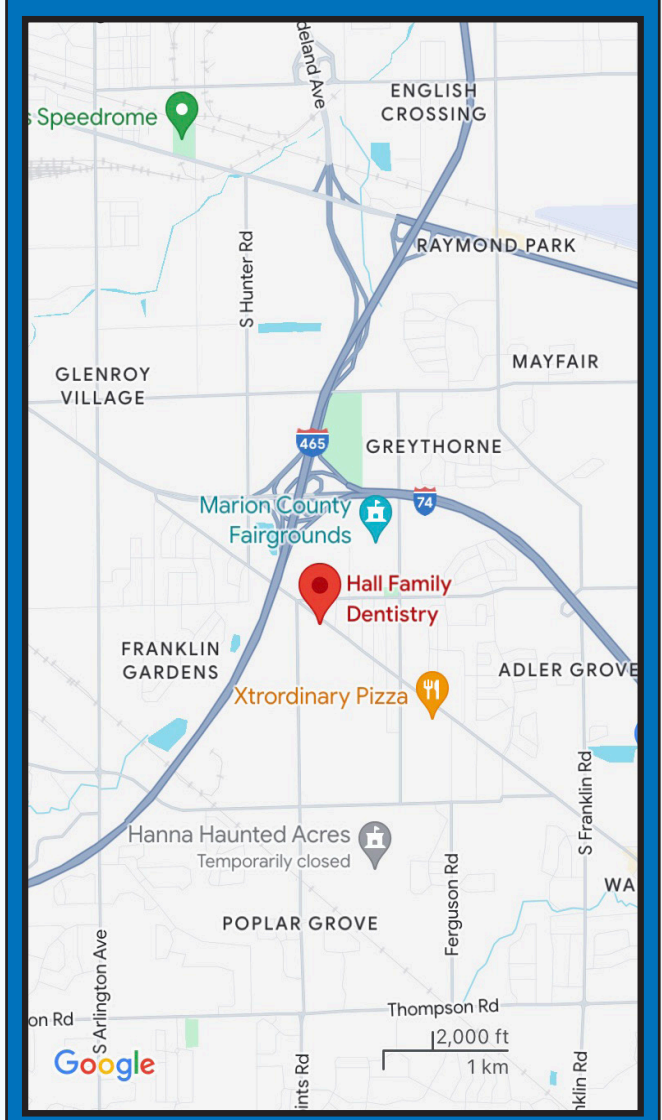 deland Ave
ENGLISH
CROSSING
s Speedrome
RAYMOND PARK
S Hunter Rd
MAYFAIR
GLENROY
VILLAGE
465
GREYTHORNE
74
Marion County
Fairgrounds
Hall Family
Dentistry
FRANKLIN
GARDENS
ADLER GROVE
Xtrordinary Pizza
S Franklin Rd
Hanna Haunted Acres
Temporarily closed
Ferguson Rd
WA
POPLAR GROVE
S Arlington Ave
Thompson Rd
on Rd
2,000 ft
1 km
Google
ints Rd
nklin Rd